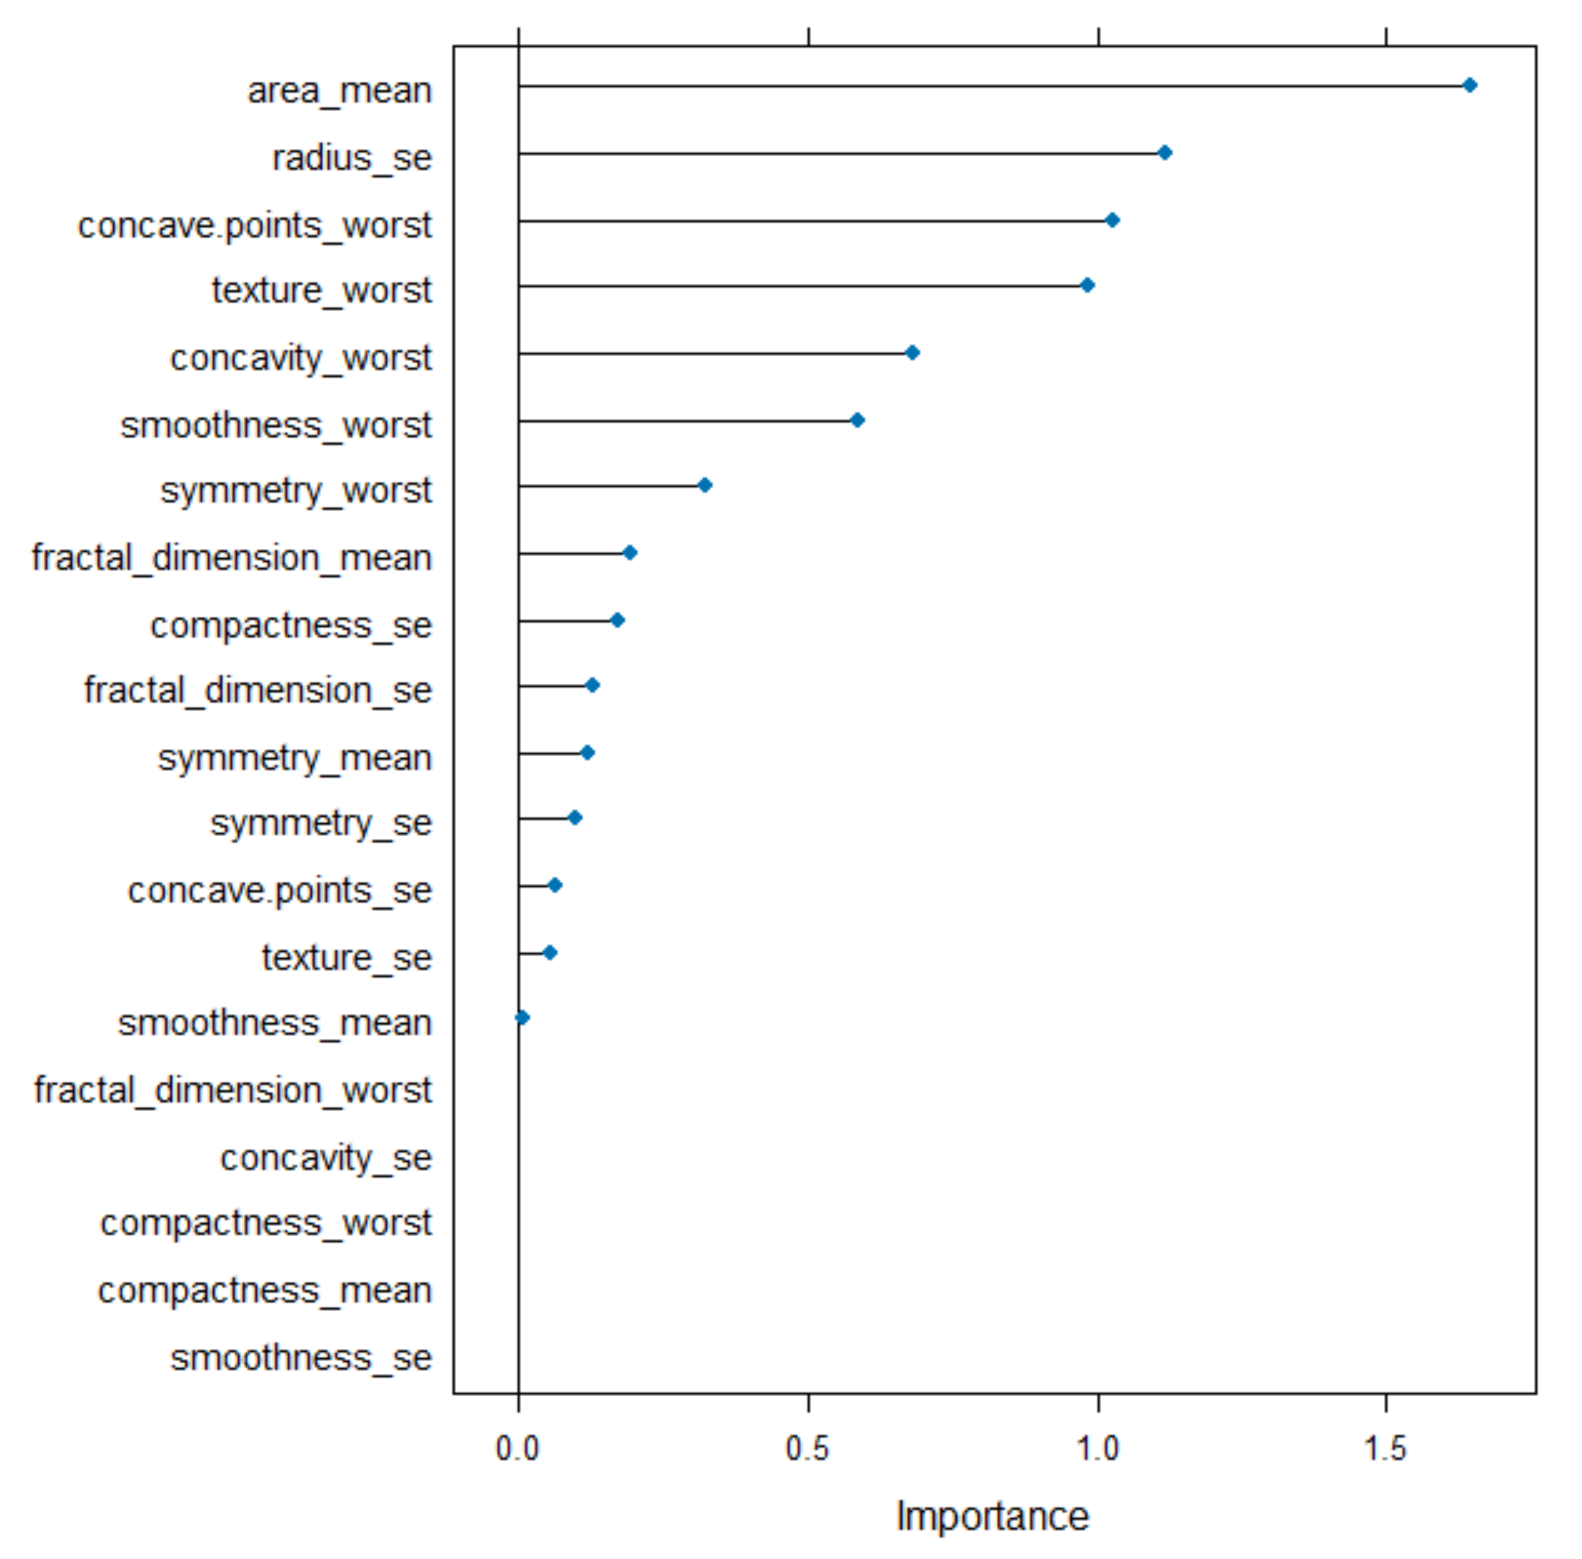 area_mean
radius_se
concave.points_worst
texture_worst
concavity_worst
smoothness_worst
symmetry_worst
fractal_dimension_mean
compactness_se
fractal_dimension_se
symmetry_mean
symmetry_se
concave.points_se
texture_se
smoothness_mean
fractal_dimension_worst
concavity_se
compactness_worst
compactness_mean
smoothness_se
0.0 0.5 1.0 1.5
Importance